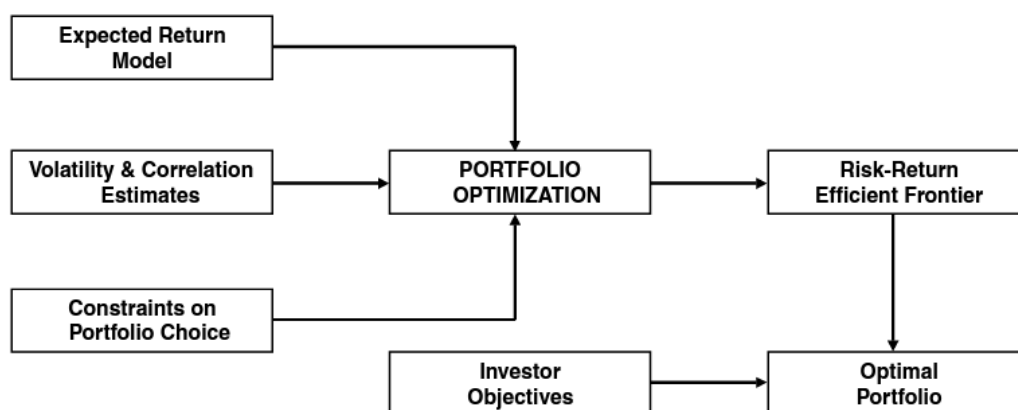 Expected Return
Model
Volatility & Correlation
Estimates
PORTFOLIO
OPTIMIZATION
Risk-Return
Efficient Frontier
Constraints on
Portfolio Choice
Investor
Objectives
Optimal
Portfolio